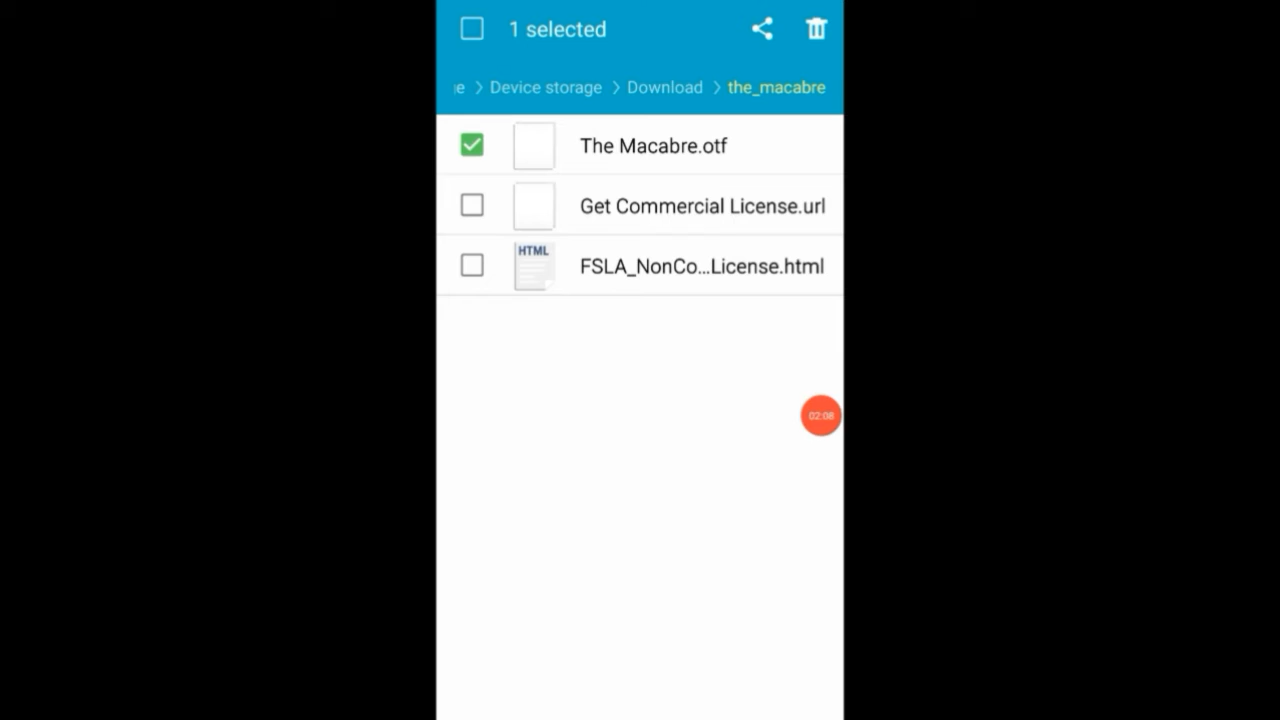 1 selected
ge > Device storage > Download > the_macabre
The Macabre.otf
Get Commercial License.url
HTML
FSLA_NonCo...License.html
02:08